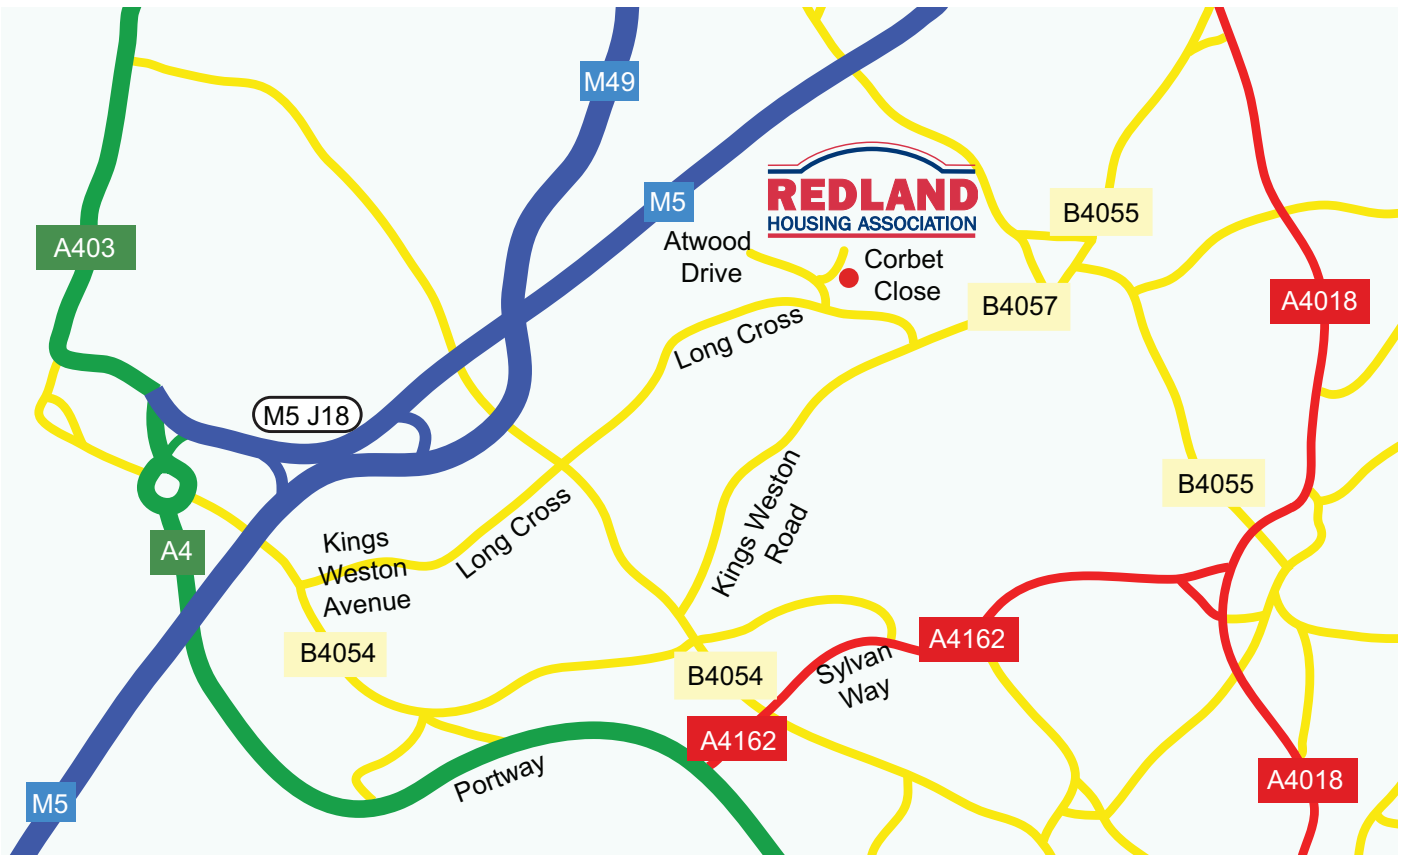 M49
M5
REDLAND
HOUSING ASSOCIATION
B4055
A403
Atwood
Drive
Corbet
Close
B4057
A4018
Long Cross
M5 J18
B4055
Kings Weston
Road
Long Cross
A4
Kings
Weston
Avenue
B4054
A4162
B4054
Sylvan
Way
A4162
Portway
A4018
M5